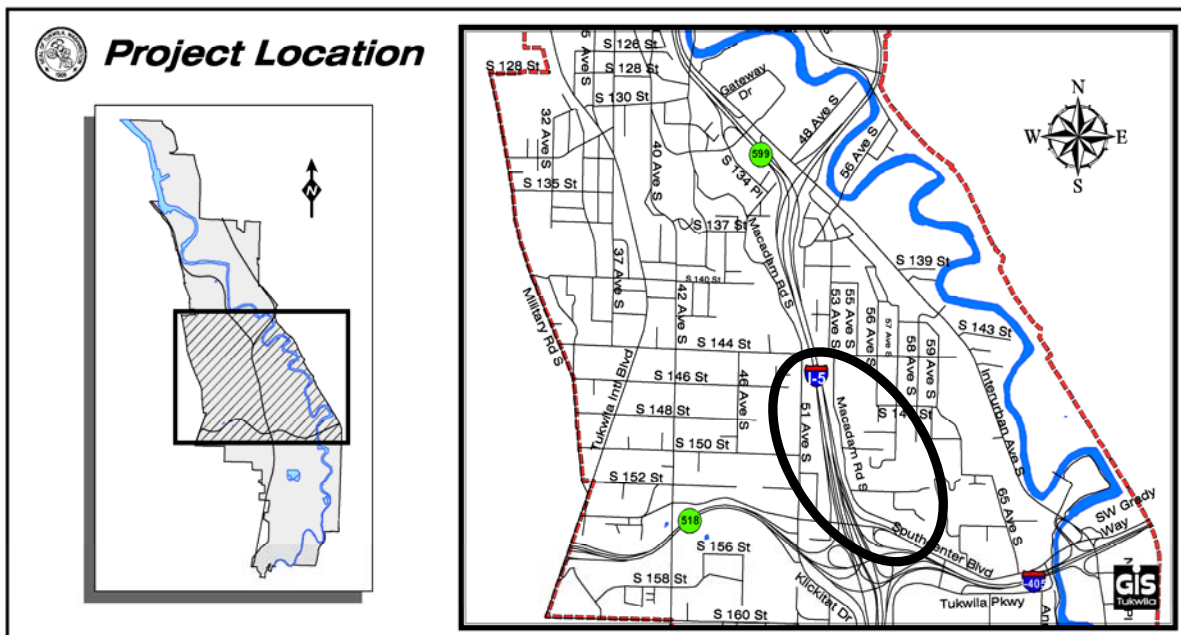 Project Location
N
S 126 St
S 128 St
S 128 St
S 130 St
Gateway
Dr
32 Ave S
40 Ave S
48 Ave S
56 Ave S
599
S 134 Pl
S 135 St
S 137 St
Macadam Rd S
37 Ave S
S 140 St
42 Ave S
S 139 St
Military Rd S
Tukwila Intl Blvd
53 Ave S
55 Ave S
56 Ave S
57 Ave S
58 Ave S
59 Ave S
S 143 St
S 144 St
I-5
S 146 St
46 Ave S
51 Ave S
Macadam Rd S
Interurban Ave S
S 148 St
S 150 St
S 152 St
65 Ave S
SW Grady
Way
518
Southcenter Blvd
S 156 St
S 158 St
Klickitat Dr
-405
Tukwila Pkwy
S 160 St
N
W
E
S
GIS
Tukwila